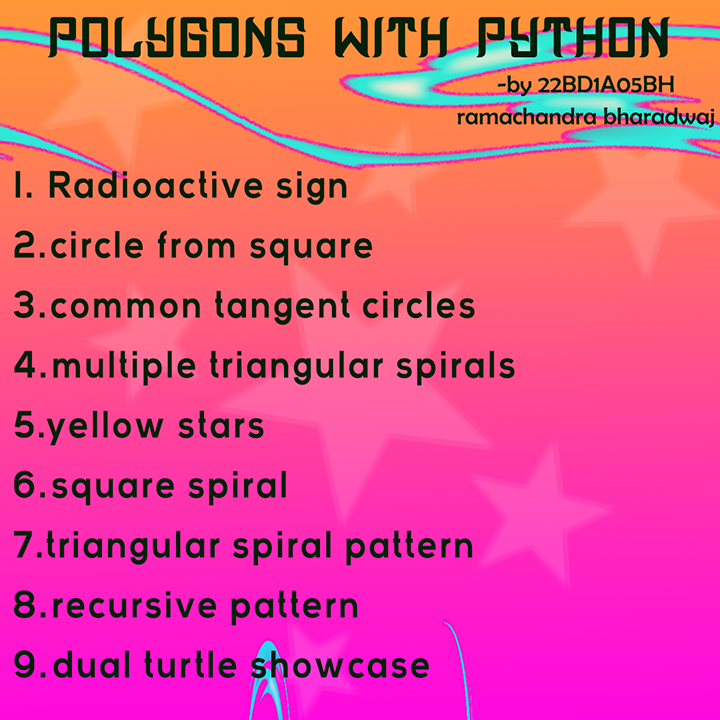 POLYGONS WITH PYTHON
-by 22BD1A05BH
ramachandra bharadwaj
1. Radioactive sign
2.circle from square
3.common tangent circles
4.multiple triangular spirals
5.yellow stars
6.square spiral
7.triangular spiral pattern
8.recursive pattern
9.dual turtle showcase